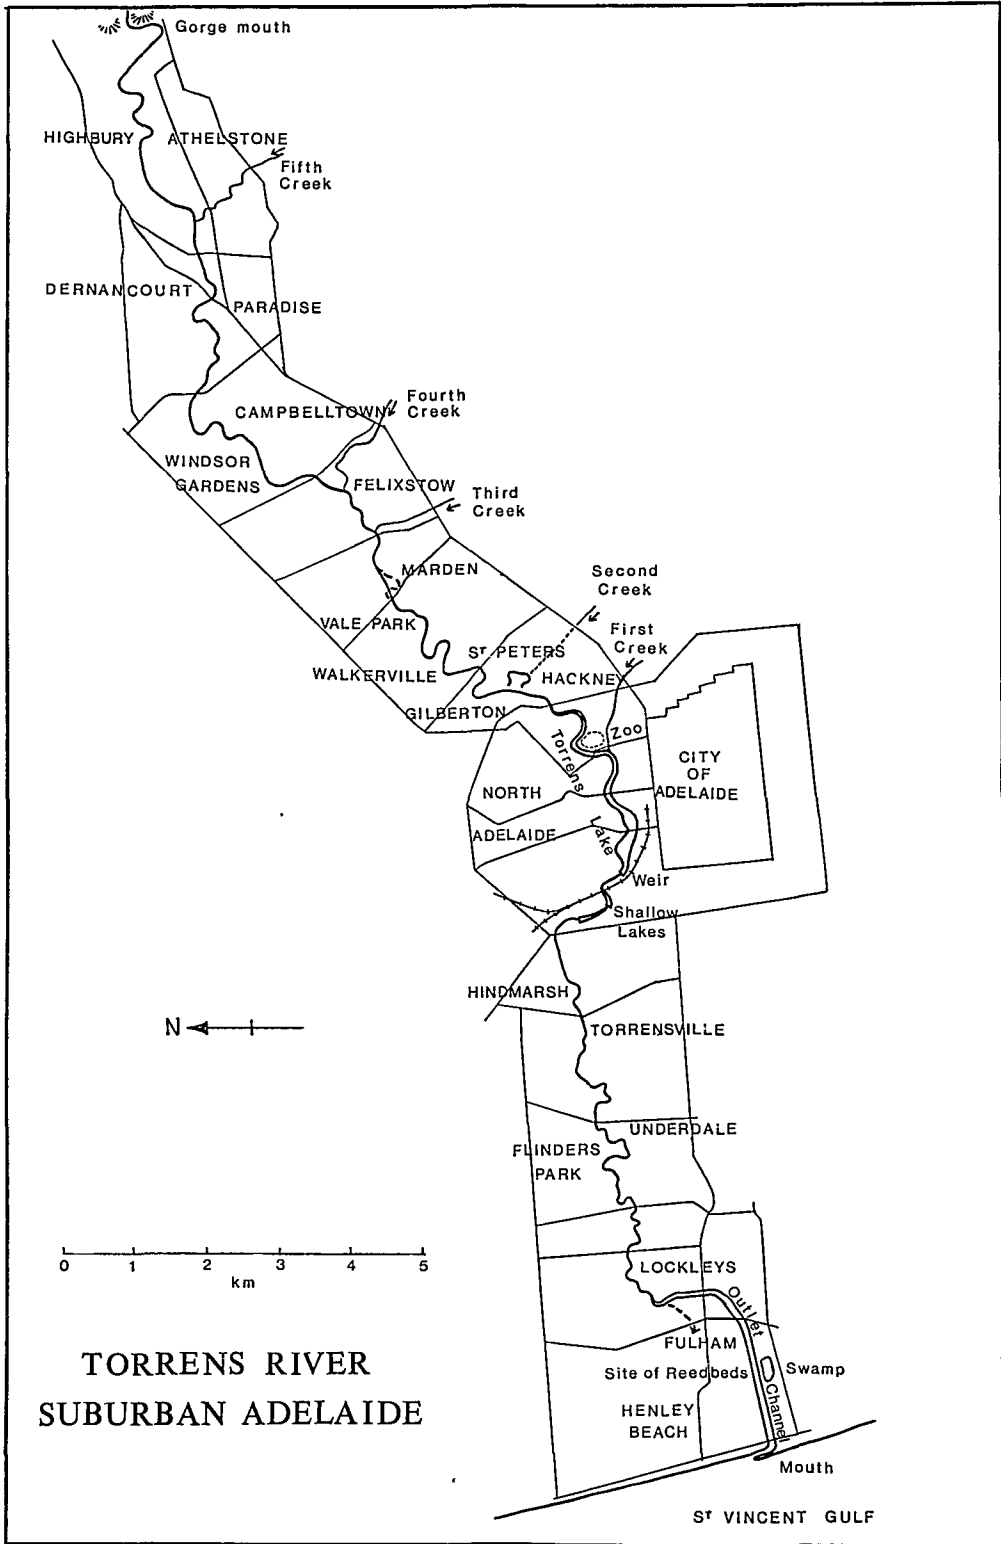 Gorge mouth
HIGHBURY
ATHELSTONE
Fifth
Creek
DERNANCOURT
PARADISE
Fourth
Creek
CAMPBELLTOWN
WINDSOR
GARDENS
FELIXSTOW
Third
Creek
MARDEN
Second
Creek
VALE PARK
First
Creek
ST PETERS
WALKERVILLE
HACKNEY
GILBERTON
Zoo
Torrens
Lake
CITY
OF
ADELAIDE
NORTH
ADELAIDE
Weir
Shallow
Lakes
HINDMARSH
N
TORRENSVILLE
UNDERDALE
FLINDERS
PARK
LOCKLEYS
0 1 2 3 4 5
km
Outlet
Channel
FULHAM
Site of Reedbeds
Swamp
HENLEY
BEACH
Mouth
ST VINCENT GULF
TORRENS RIVER
SUBURBAN ADELAIDE